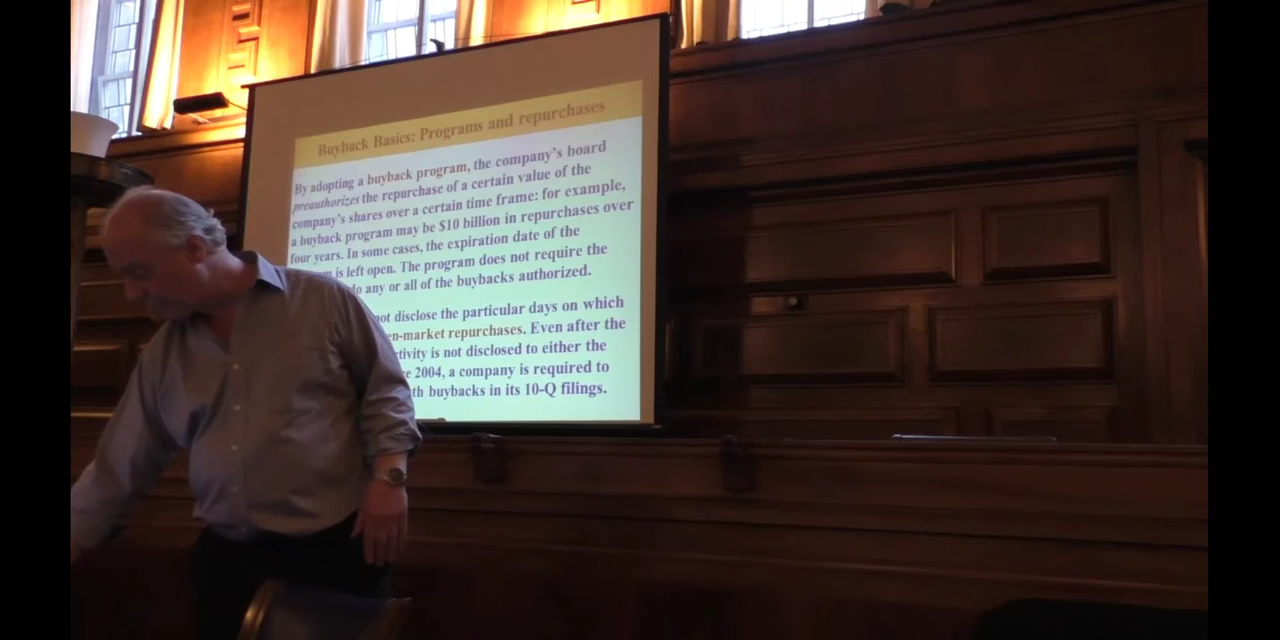 Buyback Basics: Programs and repurchases
By adopting a buyback program, the company's board
preauthorizes the repurchase of a certain value of the
company's shares over a certain time frame: for example,
a buyback program may be $10 billion in repurchases over
four years. In some cases, the expiration date of the
is left open. The program does not require the
do any or all of the buybacks authorized.
not disclose the particular days on which
n-market repurchases. Even after the
tivity is not disclosed to either the
e 2004, a company is required to
th buybacks in its 10-Q filings.